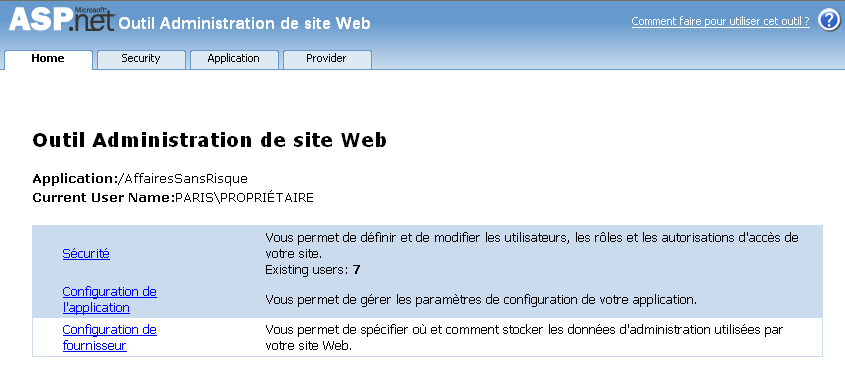 Microsoft
ASP.net Outil Administration de site Web
Comment faire pour utiliser cet outil ?
?
Home Security Application Provider
Outil Administration de site Web
Application:/AffairesSansRisque
Current User Name:PARIS\PROPRIÉTAIRE
Sécurité
Vous permet de définir et de modifier les utilisateurs, les rôles et les autorisations d'accès de
votre site.
Existing users: 7
Configuration de
l'application
Vous permet de gérer les paramètres de configuration de votre application.
Configuration de
fournisseur
Vous permet de spécifier où et comment stocker les données d'administration utilisées par
votre site Web.